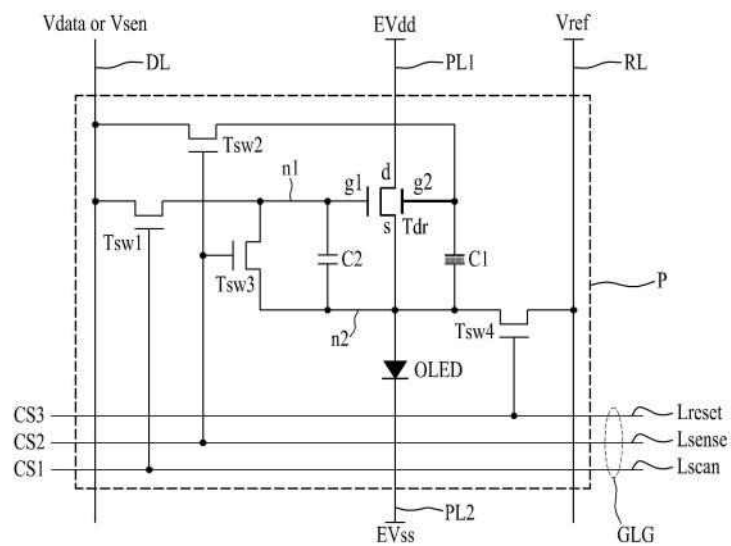 Vdata or Vsen
EVdd
Vref
DL
PL1
RL
Tsw2
n1
g1
d
g2
s
Tdr
Tsw1
Tsw3
C2
C1
P
n2
Tsw4
OLED
CS3
Lreset
CS2
Lsense
CS1
Lscan
PL2
EVss
GLG